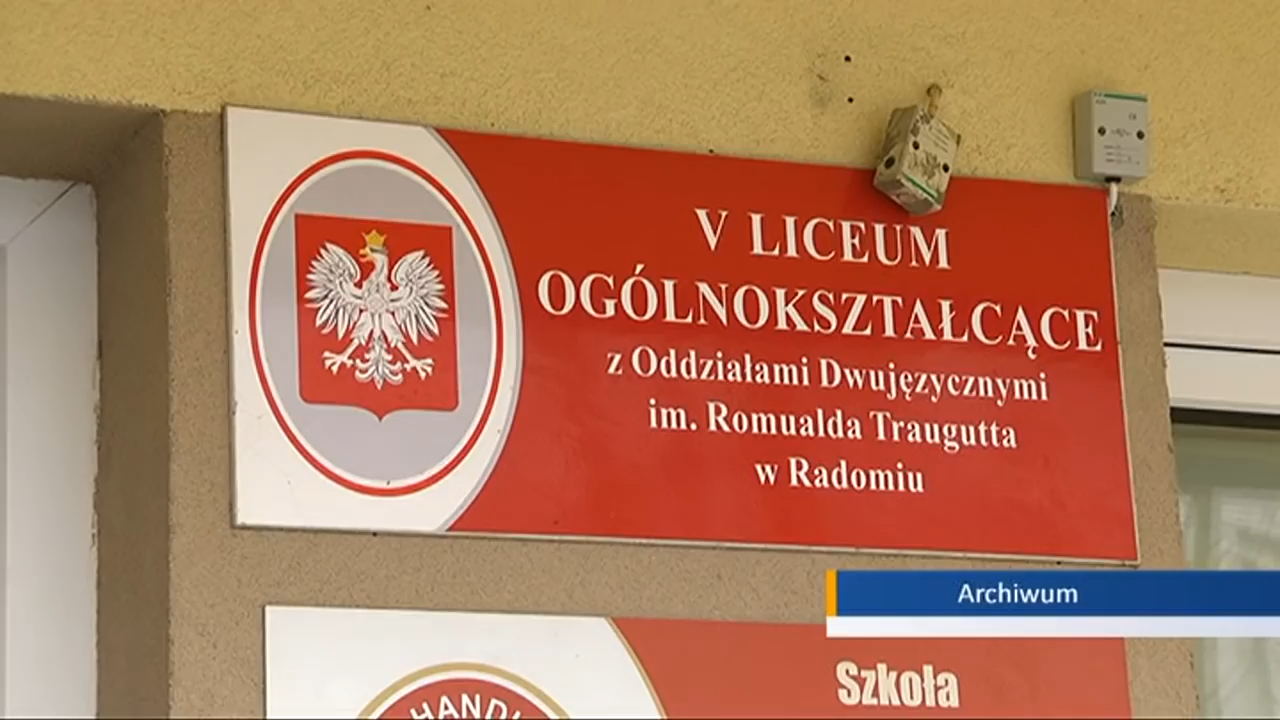 V LICEUM
OGÓLNOKSZTAŁCĄCE
z Oddziałami Dwujęzycznymi
im. Romualda Traugutta
w Radomiu
Archiwum
Szkoła